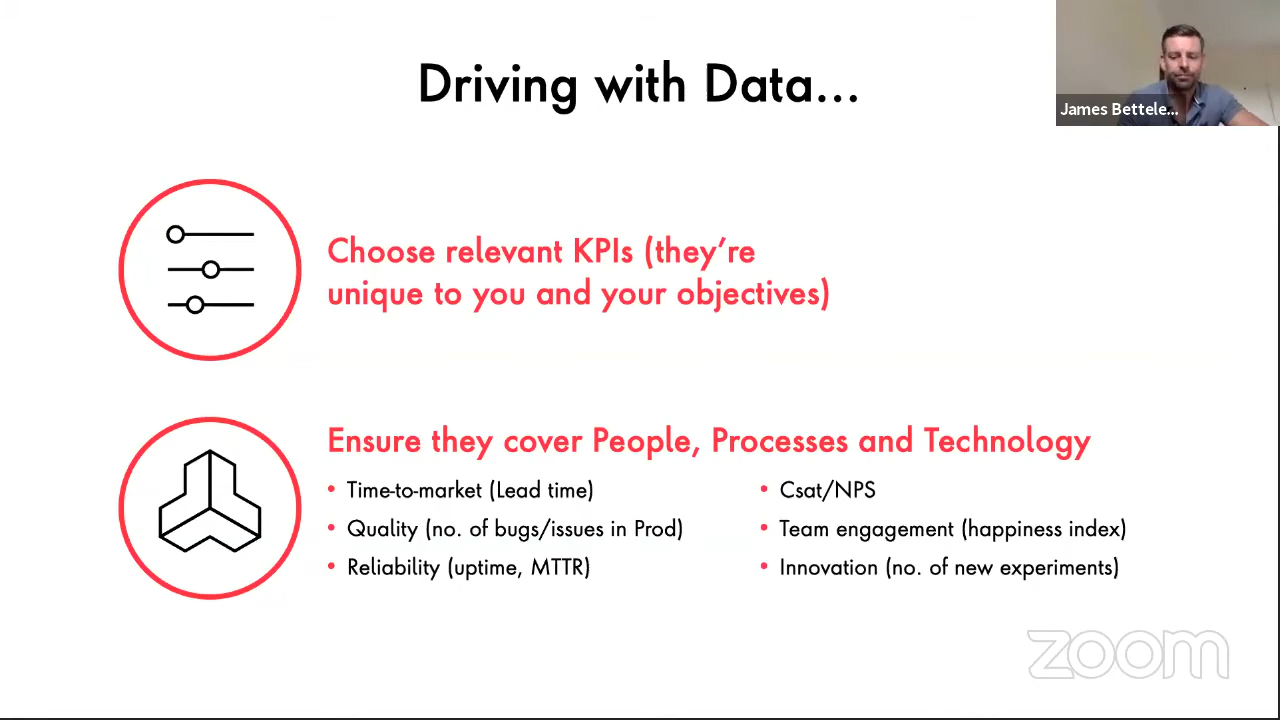 Driving with Data...
James Bettele...
Choose relevant KPIs (they’re
unique to you and your objectives)
Ensure they cover People, Processes and Technology
• Time-to-market (Lead time)
• Quality (no. of bugs/issues in Prod)
• Reliability (uptime, MTTR)
• Csat/NPS
• Team engagement (happiness index)
• Innovation (no. of new experiments)
zoom